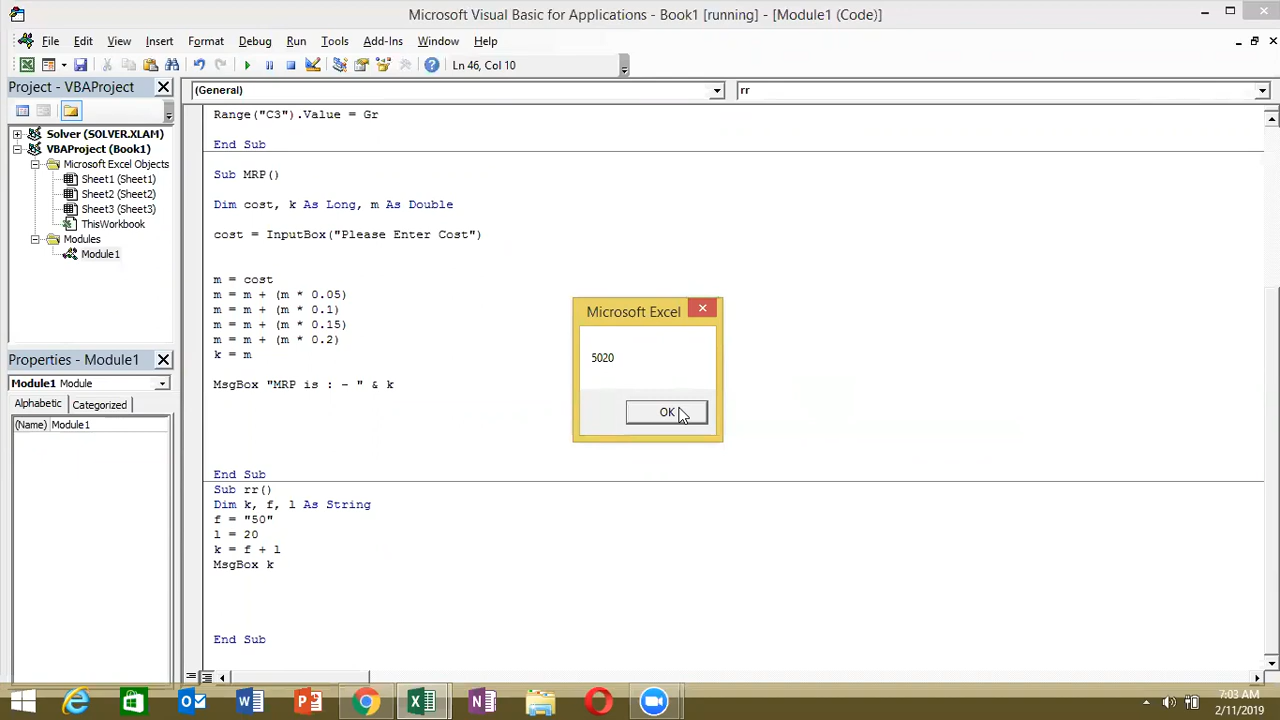 Microsoft Visual Basic for Applications - Book1 [running] - [Module1 (Code)]
File Edit View Insert Format Debug Run Tools Add-Ins Window Help
Ln 46, Col 10
Project - VBAProject
(General)
rr
Solver (SOLVER.XLAM)
VBAProject (Book1)
Microsoft Excel Objects
Sheet1 (Sheet1)
Sheet2 (Sheet2)
Sheet3 (Sheet3)
ThisWorkbook
Modules
Module1
Properties - Module1
Module1 Module
Alphabetic Categorized
(Name) Module1
Range("C3").Value = Gr
End Sub
Sub MRP()
Dim cost, k As Long, m As Double
cost = InputBox("Please Enter Cost")
m = cost
m = m + (m * 0.05)
m = m + (m * 0.1)
m = m + (m * 0.15)
m = m + (m * 0.2)
k = m
MsgBox "MRP is : - " & k
End Sub
Sub rr()
Dim k, f, l As String
f = "50"
l = 20
k = f + l
MsgBox k
End Sub
Microsoft Excel
5020
OK
7:03 AM
2/11/2019